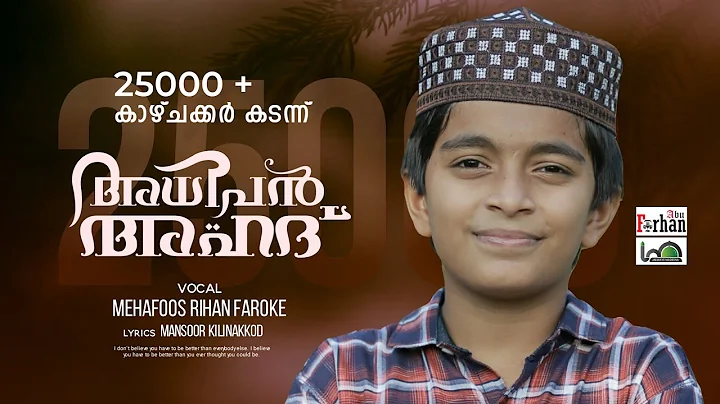 25000 +
കാഴ്ചക്കർ കടന്ന്
അധിപൻ
അഹദ്
VOCAL
MEHAFOOS RIHAN FAROKE
LYRICS MANSOOR KILINAKKOD
I don't believe you have to be better than everybody else. I believe
you have to be better than you ever thought you could be.
Abu
Farhan